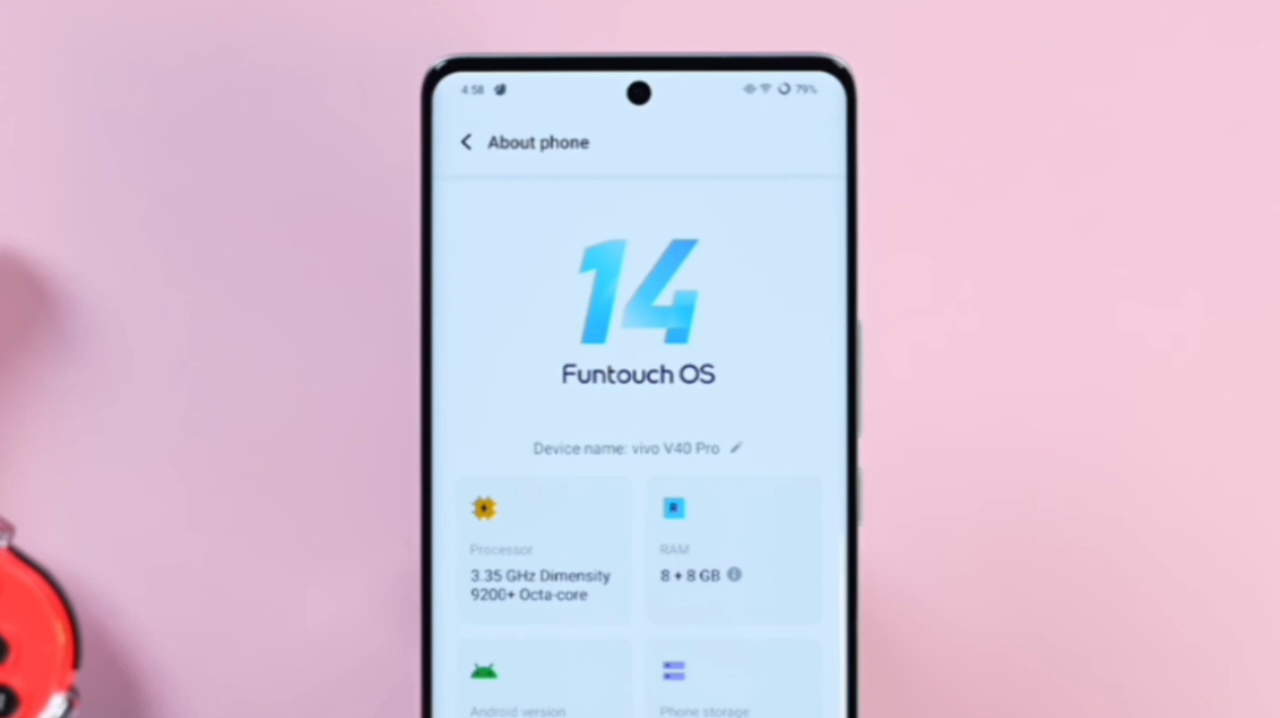 4:58 79%
About phone
14
Funtouch OS
Device name: vivo V40 Pro
Processor
3.35 GHz Dimensity
9200+ Octa-core
R
RAM
8 + 8 GB
Android version
Phone storage